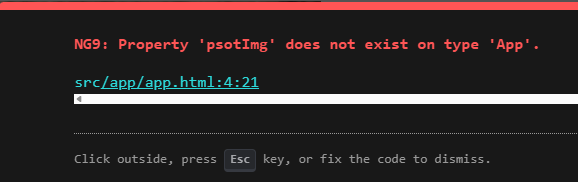 NG9: Property 'psotImg' does not exist on type 'App'.
src/app/app.html:4:21
Click outside, press Esc key, or fix the code to dismiss.